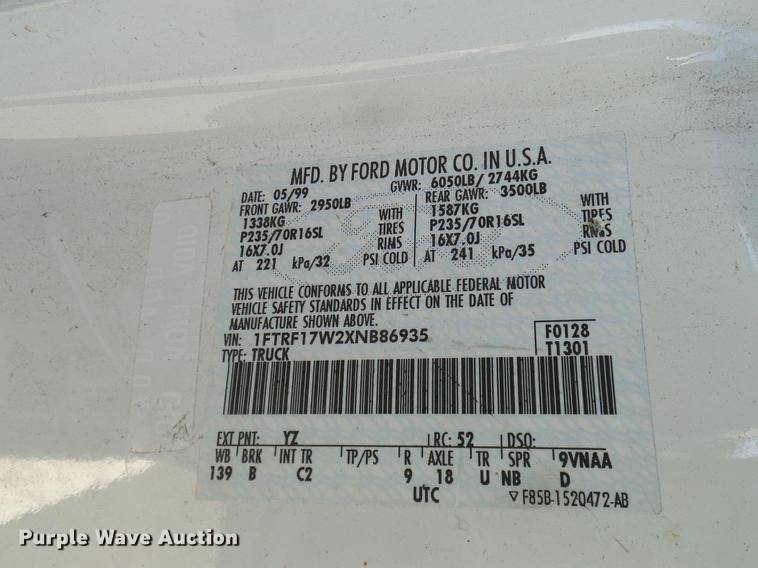 MFD. BY FORD MOTOR CO. IN U.S.A.
DATE: 05/99 GVWR: 6050LB/ 2744KG
FRONT GAWR: 2950LB REAR GAWR: 3500LB
1338KG WITH 1587KG WITH
P235/70R16SL TIRES P235/70R16SL TIRES
16X7.0J RIMS 16X7.0J RIMS
AT 221 kPa/32 PSI COLD AT 241 kPa/35 PSI COLD
THIS VEHICLE CONFORMS TO ALL APPLICABLE FEDERAL MOTOR
VEHICLE SAFETY STANDARDS IN EFFECT ON THE DATE OF
MANUFACTURE SHOWN ABOVE.
VIN: 1FTRF17W2XNB86935 F0128
TYPE: TRUCK T1301
EXT PNT: YZ RC: 52 DSO:
WB BRK INT TR TP/PS R AXLE TR SPR 9VNAA
139 B C2 9 18 U NB D
UTC ▽ F85B-1520472-AB
Purple Wave Auction